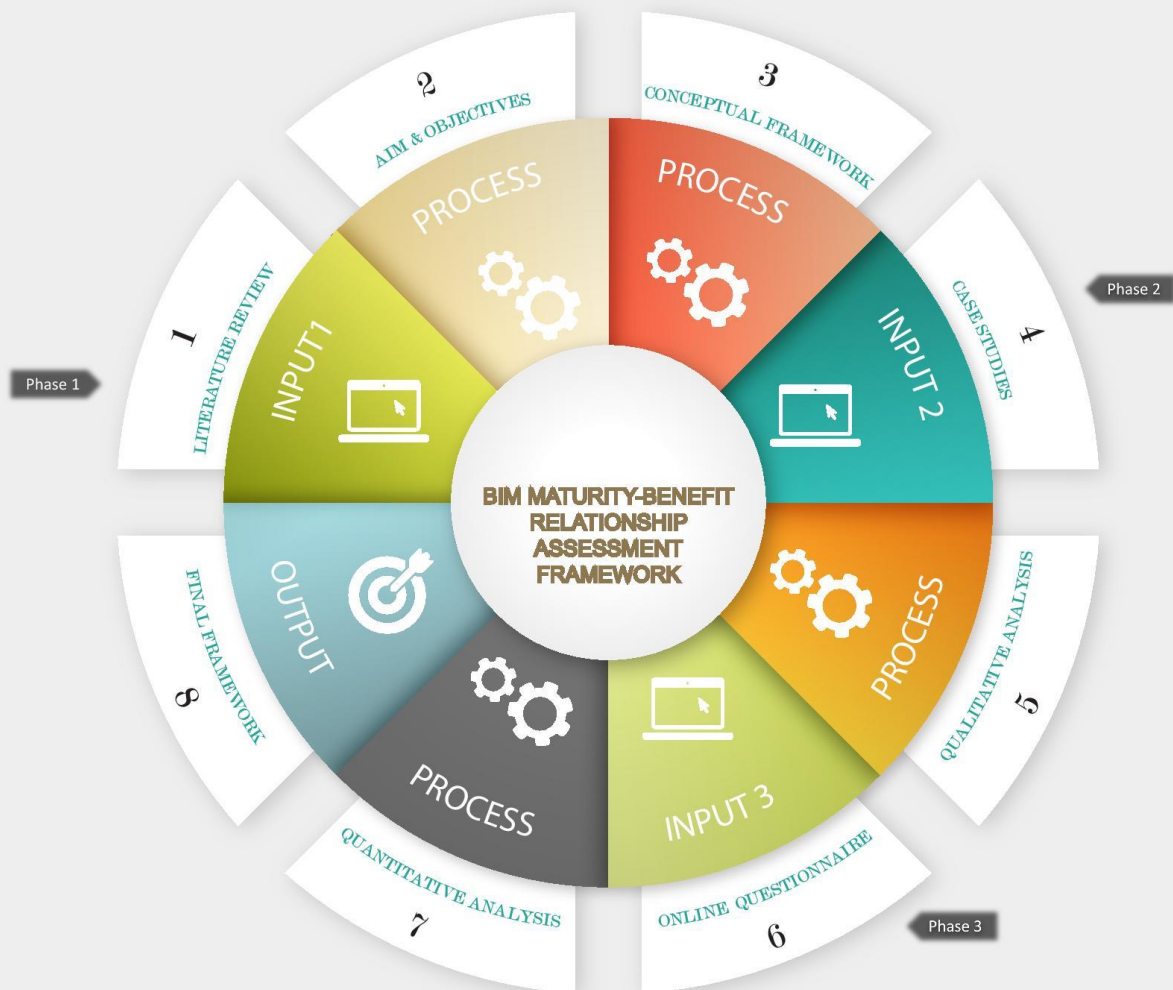 BIM MATURITY-BENEFIT
RELATIONSHIP
ASSESSMENT
FRAMEWORK
Phase 1
1
LITERATURE REVIEW
INPUT1
2
AIM & OBJECTIVES
PROCESS
3
CONCEPTUAL FRAMEWORK
PROCESS
Phase 2
4
CASE STUDIES
INPUT 2
5
QUALITATIVE ANALYSIS
PROCESS
Phase 3
6
ONLINE QUESTIONNAIRE
INPUT 3
7
QUANTITATIVE ANALYSIS
PROCESS
8
FINAL FRAMEWORK
OUTPUT